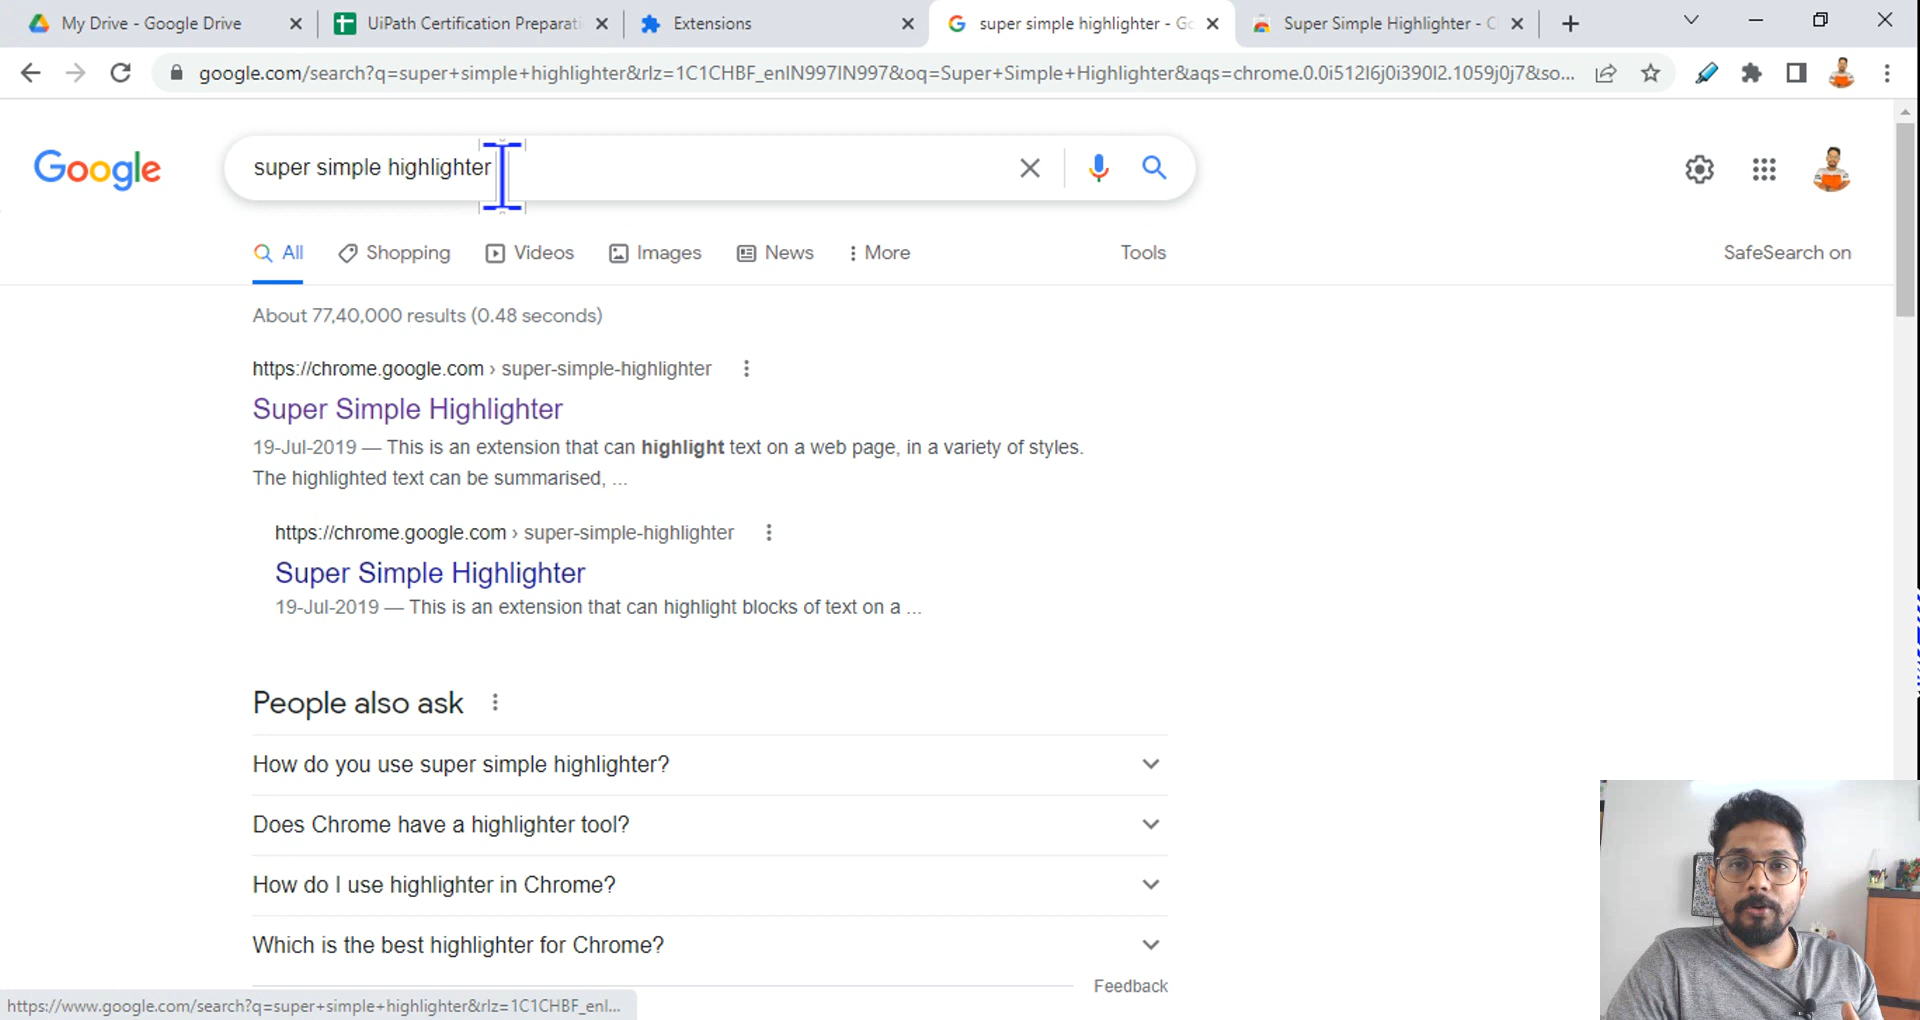 My Drive - Google Drive
UiPath Certification Preparati
Extensions
super simple highlighter - Go
Super Simple Highlighter - C
google.com/search?q=super+simple+highlighter&rlz=1C1CHBF_enIN997IN997&oq=Super+Simple+Highlighter&aqs=chrome.0.0i512l6j0i390l2.1059j0j7&so...
Google
super simple highlighter
All
Shopping
Videos
Images
News
More
Tools
SafeSearch on
About 77,40,000 results (0.48 seconds)
https://chrome.google.com › super-simple-highlighter
Super Simple Highlighter
19-Jul-2019 — This is an extension that can highlight text on a web page, in a variety of styles.
The highlighted text can be summarised, ...
https://chrome.google.com › super-simple-highlighter
Super Simple Highlighter
19-Jul-2019 — This is an extension that can highlight blocks of text on a ...
People also ask
How do you use super simple highlighter?
Does Chrome have a highlighter tool?
How do I use highlighter in Chrome?
Which is the best highlighter for Chrome?
Feedback
https://www.google.com/search?q=super+simple+highlighter&rlz=1C1CHBF_enI...